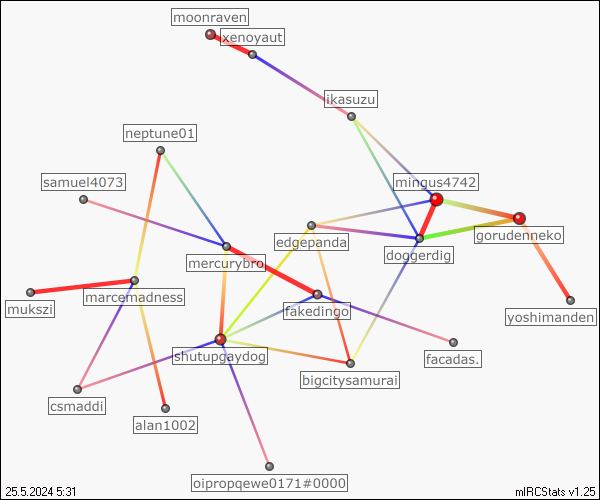 moonraven
xenoyaut
ikasuzu
neptune01
samuel4073
mingus4742
gorudenneko
edgepanda
doggerdig
mercurybro
marcemadness
mukszi
fakedingo
yoshimanden
shutupgaydog
facadas.
bigcitysamurai
csmaddi
alan1002
oipropqewe0171#0000
25.5.2024 5:31
mIRCStats v1.25